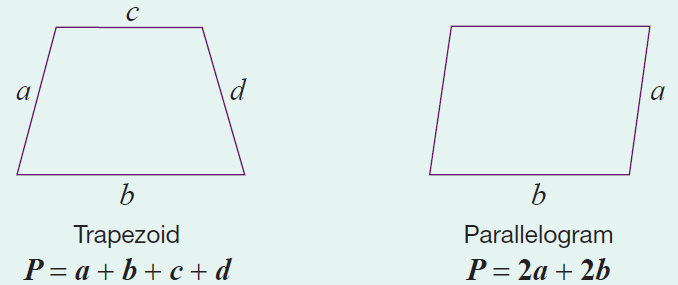 c
a
d
b
Trapezoid
P = a + b + c + d
a
b
Parallelogram
P = 2a + 2b